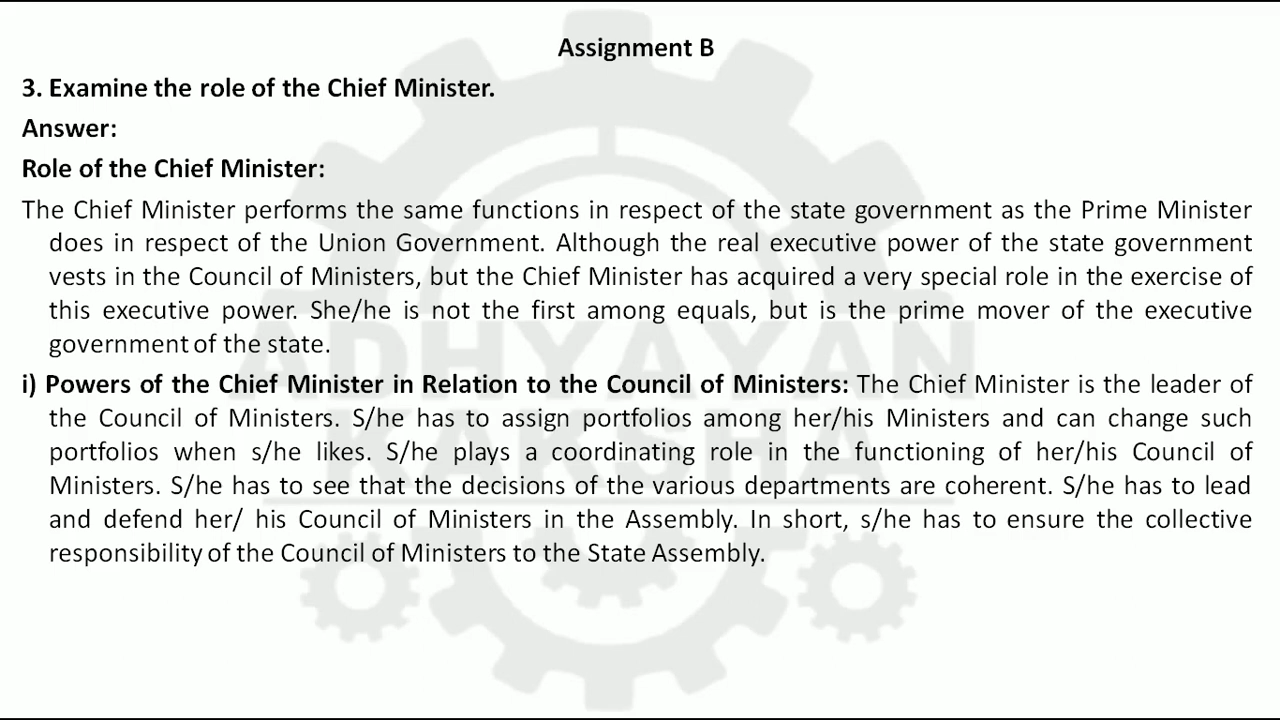 Assignment B
3. Examine the role of the Chief Minister.
Answer:
Role of the Chief Minister:
The Chief Minister performs the same functions in respect of the state government as the Prime Minister
does in respect of the Union Government. Although the real executive power of the state government
vests in the Council of Ministers, but the Chief Minister has acquired a very special role in the exercise of
this executive power. She/he is not the first among equals, but is the prime mover of the executive
government of the state.
i) Powers of the Chief Minister in Relation to the Council of Ministers: The Chief Minister is the leader of
the Council of Ministers. S/he has to assign portfolios among her/his Ministers and can change such
portfolios when s/he likes. S/he plays a coordinating role in the functioning of her/his Council of
Ministers. S/he has to see that the decisions of the various departments are coherent. S/he has to lead
and defend her/ his Council of Ministers in the Assembly. In short, s/he has to ensure the collective
responsibility of the Council of Ministers to the State Assembly.
ADHYAYAN
KAKSHA